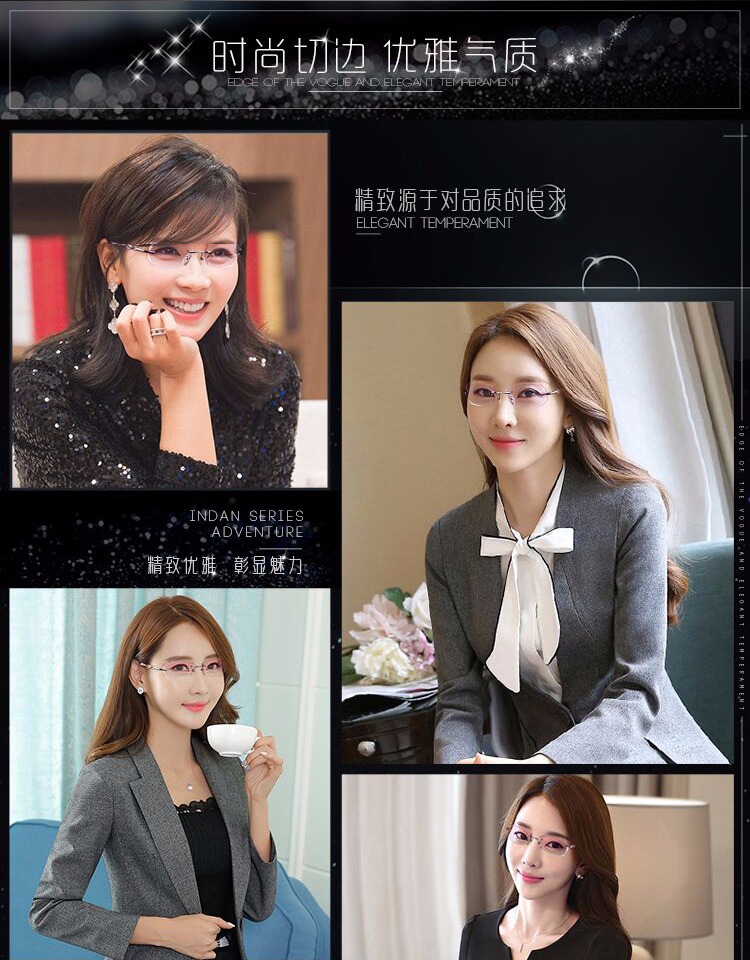 时尚切边 优雅气质
EDGE OF THE VOGUE AND ELEGANT TEMPERAMENT
精致源于对品质的追求
ELEGANT TEMPERAMENT
INDAN SERIES
ADVENTURE
精致优雅 彰显魅力
EDGE OF THE VOGUE AND ELEGANT TEMPERAMENT